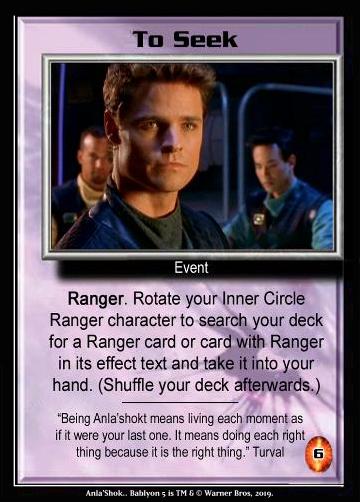 To Seek
Event
Ranger. Rotate your Inner Circle
Ranger character to search your deck
for a Ranger card or card with Ranger
in its effect text and take it into your
hand. (Shuffle your deck afterwards.)
“Being Anla’shokt means living each moment as
if it were your last. It means doing each right
thing because it is the right thing.” Turval
6
Anla’Shok.. Bablyon 5 is TM & © Warner Bros, 2019.